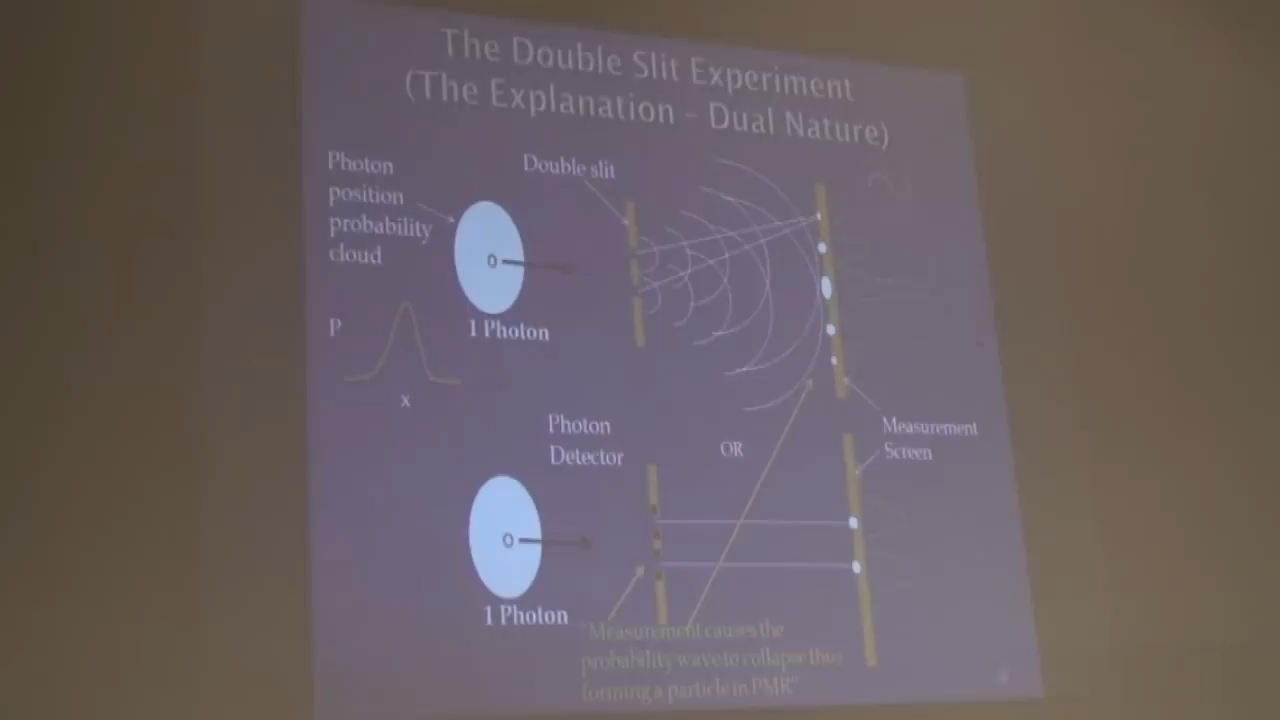 The Double Slit Experiment
(The Explanation – Dual Nature)
Photon
position
probability
cloud
Double slit
1 Photon
P
x
Photon
Detector
OR
Measurement
Screen
1 Photon
"Measurement causes the
probability wave to collapse thus
forming a particle in PMR"